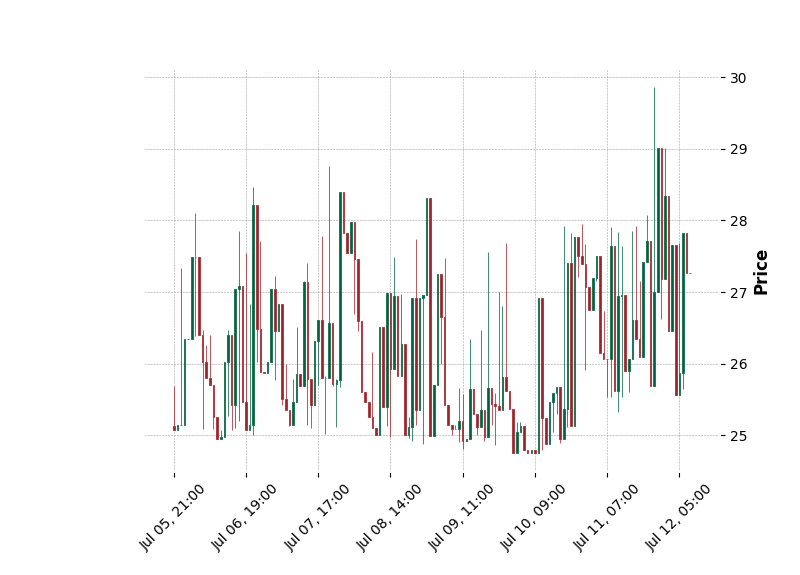 30
29
28
27
26
25
Price
Jul 05, 21:00
Jul 06, 19:00
Jul 07, 17:00
Jul 08, 14:00
Jul 09, 11:00
Jul 10, 09:00
Jul 11, 07:00
Jul 12, 05:00